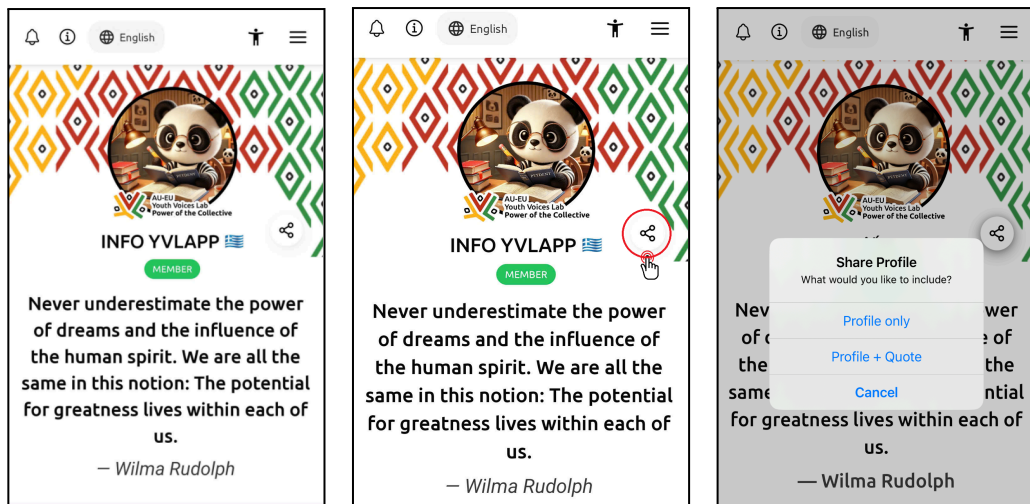 English
AU-EU
Youth Voices Lab
Power of the Collective
INFO YVLAPP
MEMBER
Never underestimate the power
of dreams and the influence of
the human spirit. We are all the
same in this notion: The potential
for greatness lives within each of
us.
— Wilma Rudolph
English
AU-EU
Youth Voices Lab
Power of the Collective
INFO YVLAPP
MEMBER
Never underestimate the power
of dreams and the influence of
the human spirit. We are all the
same in this notion: The potential
for greatness lives within each of
us.
— Wilma Rudolph
English
AU-EU
Youth Voices Lab
Power of the Collective
Share Profile
What would you like to include?
Profile only
Profile + Quote
Cancel
for greatness lives within each of
us.
— Wilma Rudolph